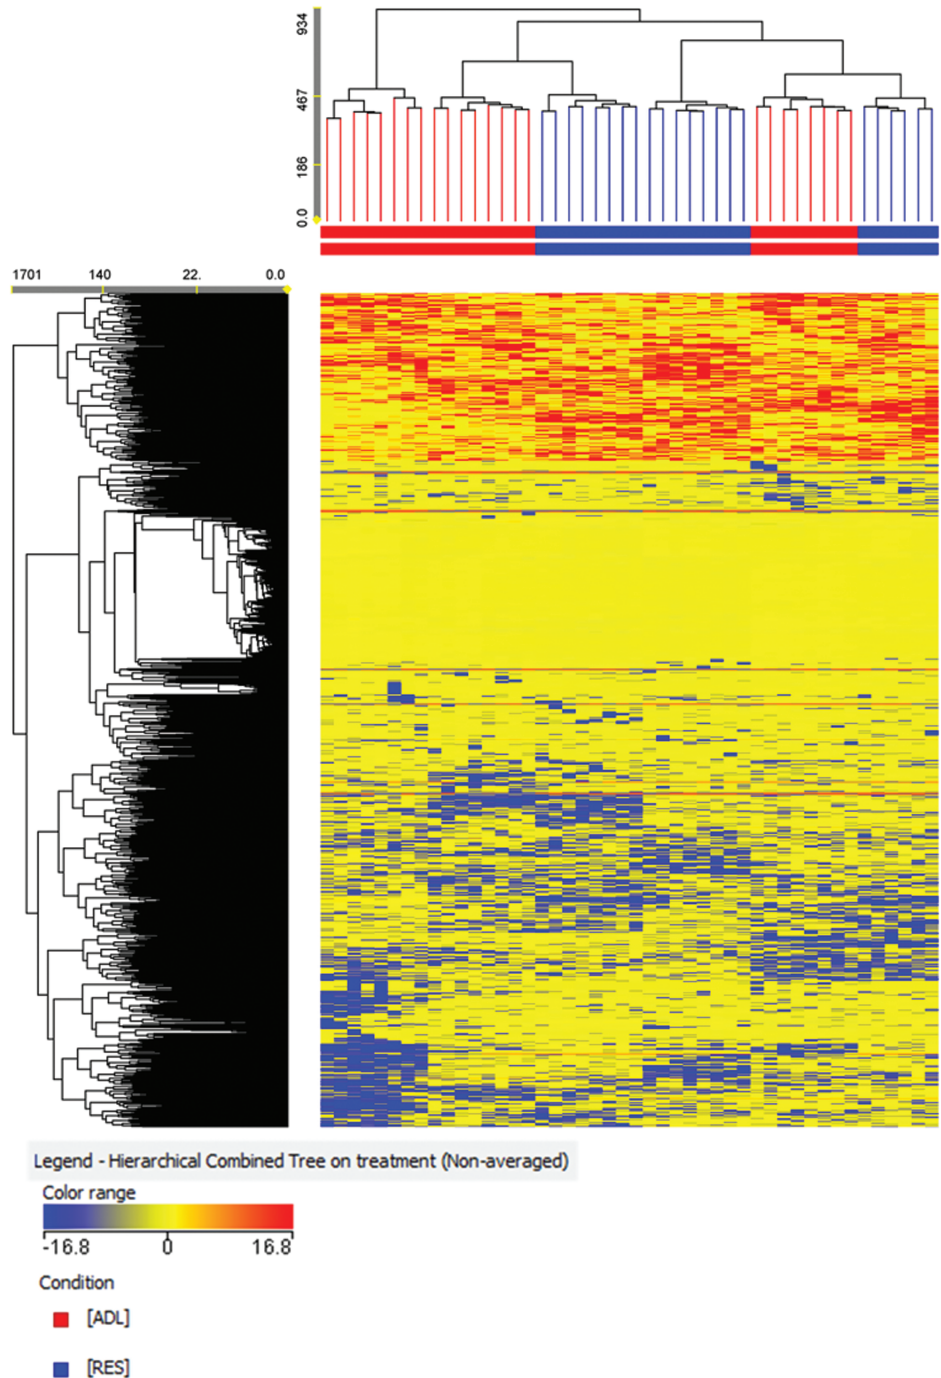 934
467
186
0.0
1701 140 22. 0.0
Legend - Hierarchical Combined Tree on treatment (Non-averaged)
Color range
-16.8 0 16.8
Condition
[ADL]
[RES]